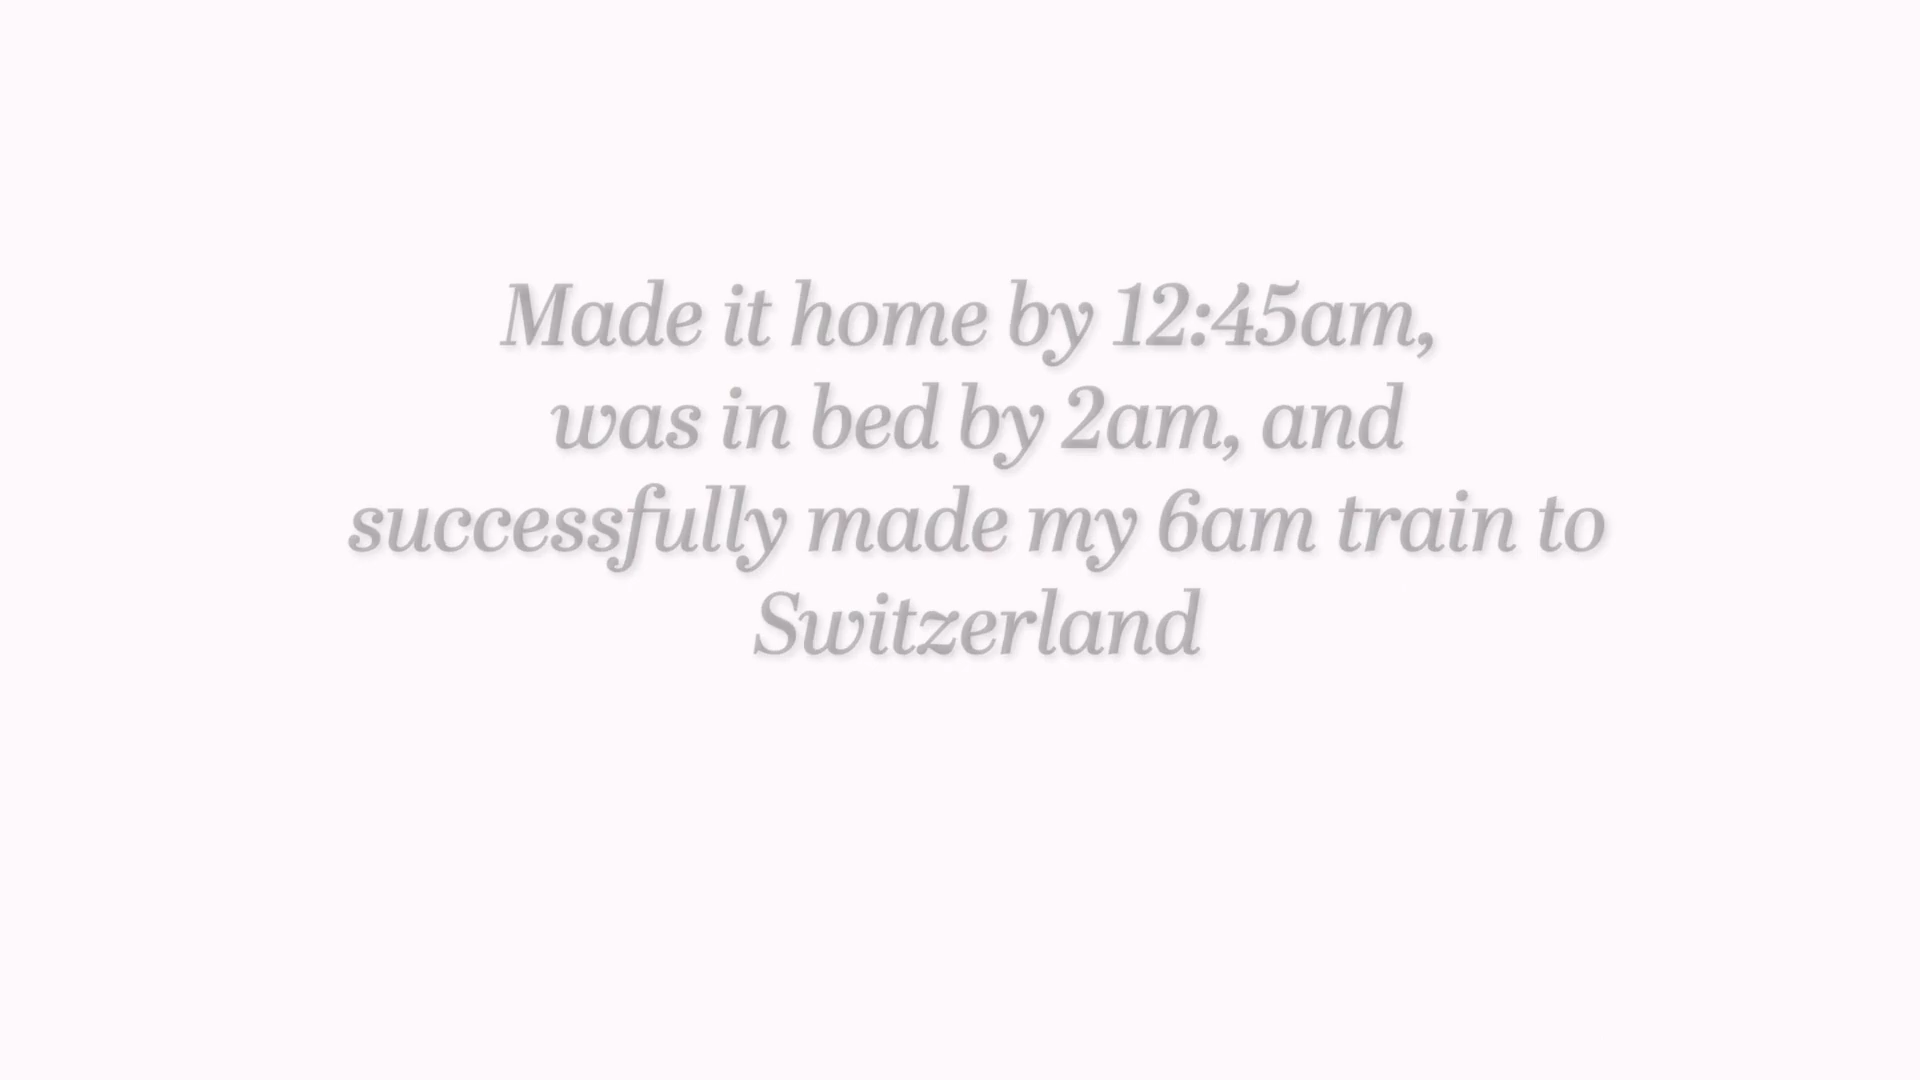 Made it home by 12:45am,
was in bed by 2am, and
successfully made my 6am train to
Switzerland